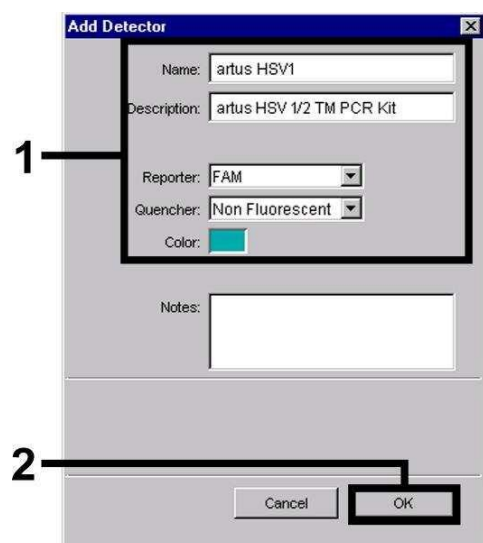 Add Detector
Name: artus HSV1
Description: artus HSV 1/2 TM PCR Kit
1
Reporter: FAM
Quencher: Non Fluorescent
Color:
Notes:
2
Cancel OK